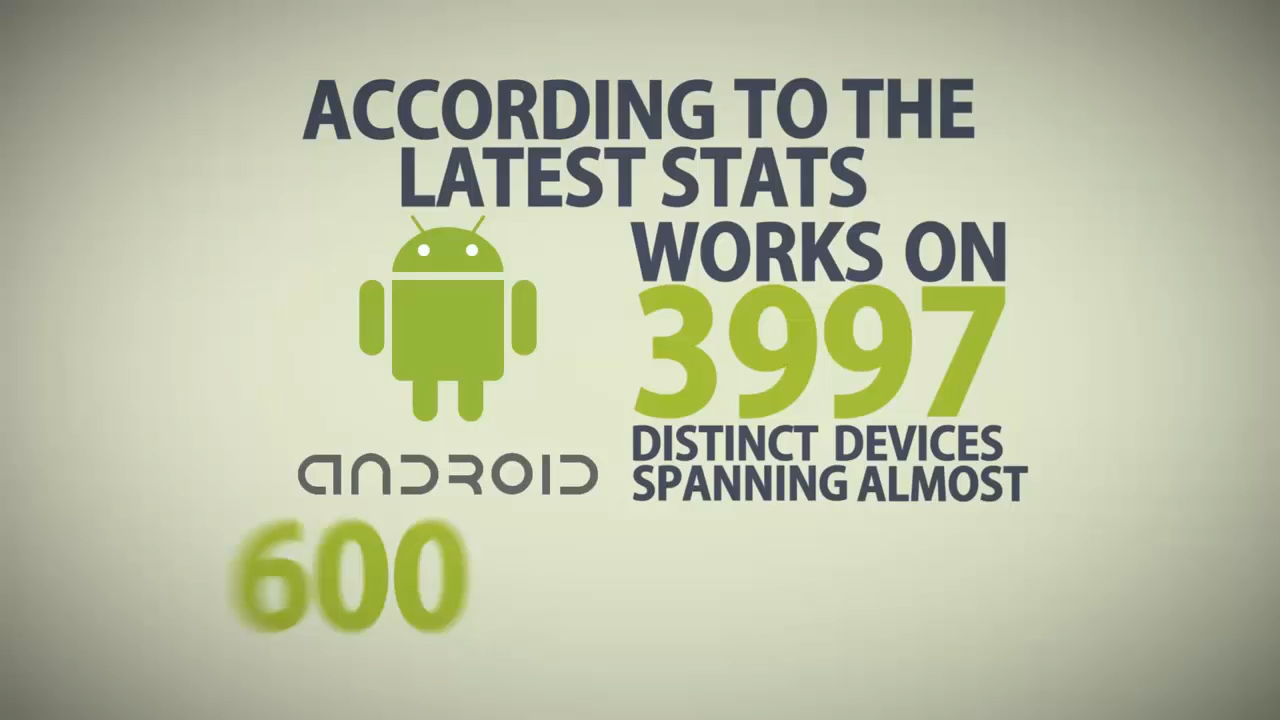 ACCORDING TO THE
LATEST STATS
ANDROID
WORKS ON
3997
DISTINCT DEVICES
SPANNING ALMOST
600